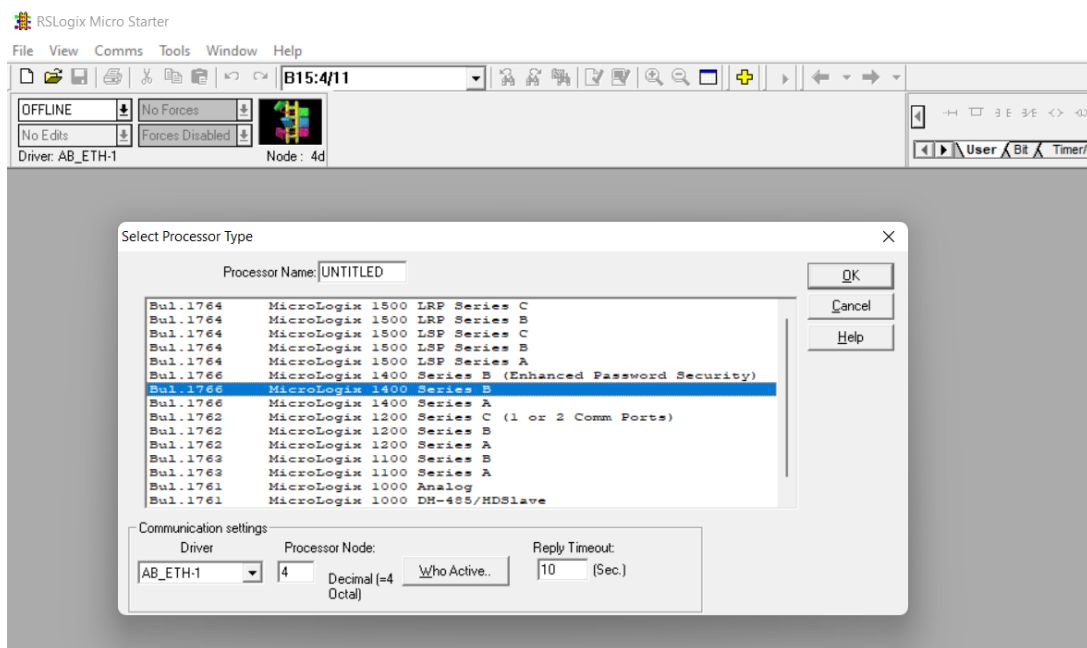 RSLogix Micro Starter
File View Comms Tools Window Help
B15:4/11
OFFLINE No Forces
No Edits Forces Disabled
Driver: AB_ETH-1 Node : 4d
User Bit Timer/
Select Processor Type
Processor Name: UNTITLED
OK
Cancel
Help
Bul.1764 MicroLogix 1500 LRP Series C
Bul.1764 MicroLogix 1500 LRP Series B
Bul.1764 MicroLogix 1500 LSP Series C
Bul.1764 MicroLogix 1500 LSP Series B
Bul.1764 MicroLogix 1500 LSP Series A
Bul.1766 MicroLogix 1400 Series B (Enhanced Password Security)
Bul.1766 MicroLogix 1400 Series B
Bul.1766 MicroLogix 1400 Series A
Bul.1762 MicroLogix 1200 Series C (1 or 2 Comm Ports)
Bul.1762 MicroLogix 1200 Series B
Bul.1762 MicroLogix 1200 Series A
Bul.1763 MicroLogix 1100 Series B
Bul.1763 MicroLogix 1100 Series A
Bul.1761 MicroLogix 1000 Analog
Bul.1761 MicroLogix 1000 DH-485/HDSlave
Communication settings
Driver Processor Node: Reply Timeout:
AB_ETH-1 4 Decimal (=4 Octal) Who Active.. 10 (Sec.)